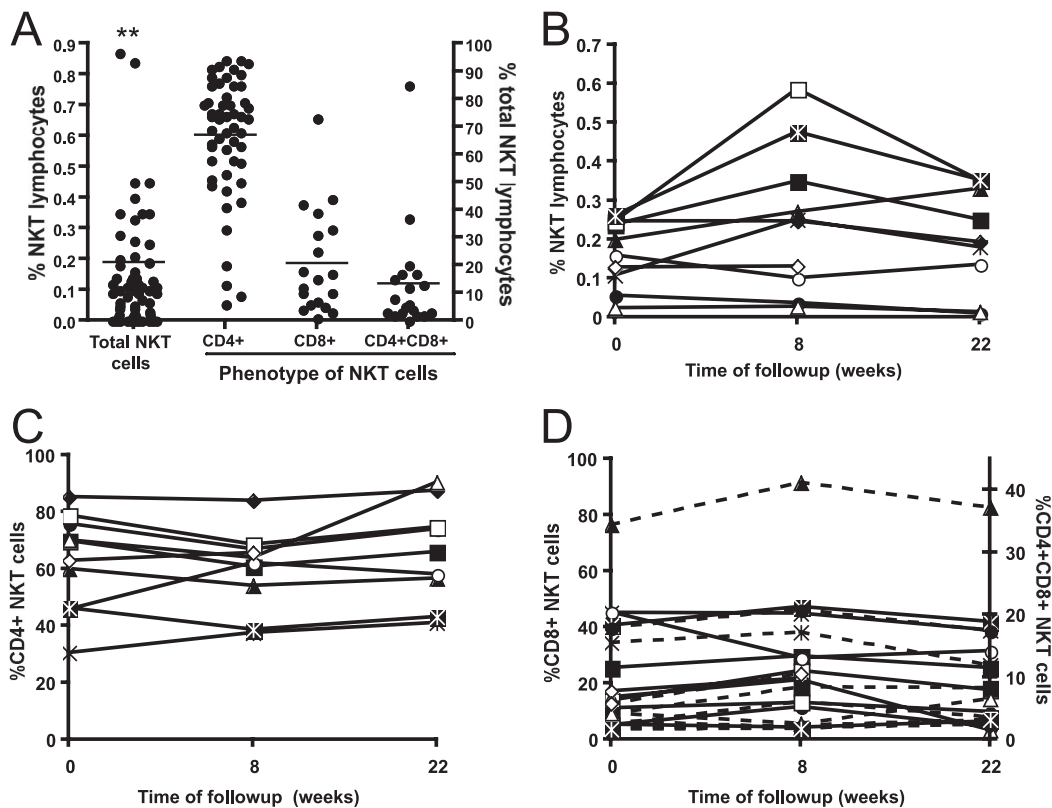 A
**
% NKT lymphocytes
0.9
0.8
0.7
0.6
0.5
0.4
0.3
0.2
0.1
0.0
100
90
80
70
60
50
40
30
20
10
0
% total NKT lymphocytes
Total NKT
cells
CD4+ CD8+ CD4+CD8+
Phenotype of NKT cells
B
% NKT lymphocytes
0.7
0.6
0.5
0.4
0.3
0.2
0.1
0
0 8 22
Time of followup (weeks)
C
%CD4+ NKT cells
100
80
60
40
20
0
0 8 22
Time of followup (weeks)
D
%CD8+ NKT cells
100
80
60
40
20
0
40
30
20
10
0
%CD4+CD8+ NKT cells
0 8 22
Time of followup (weeks)